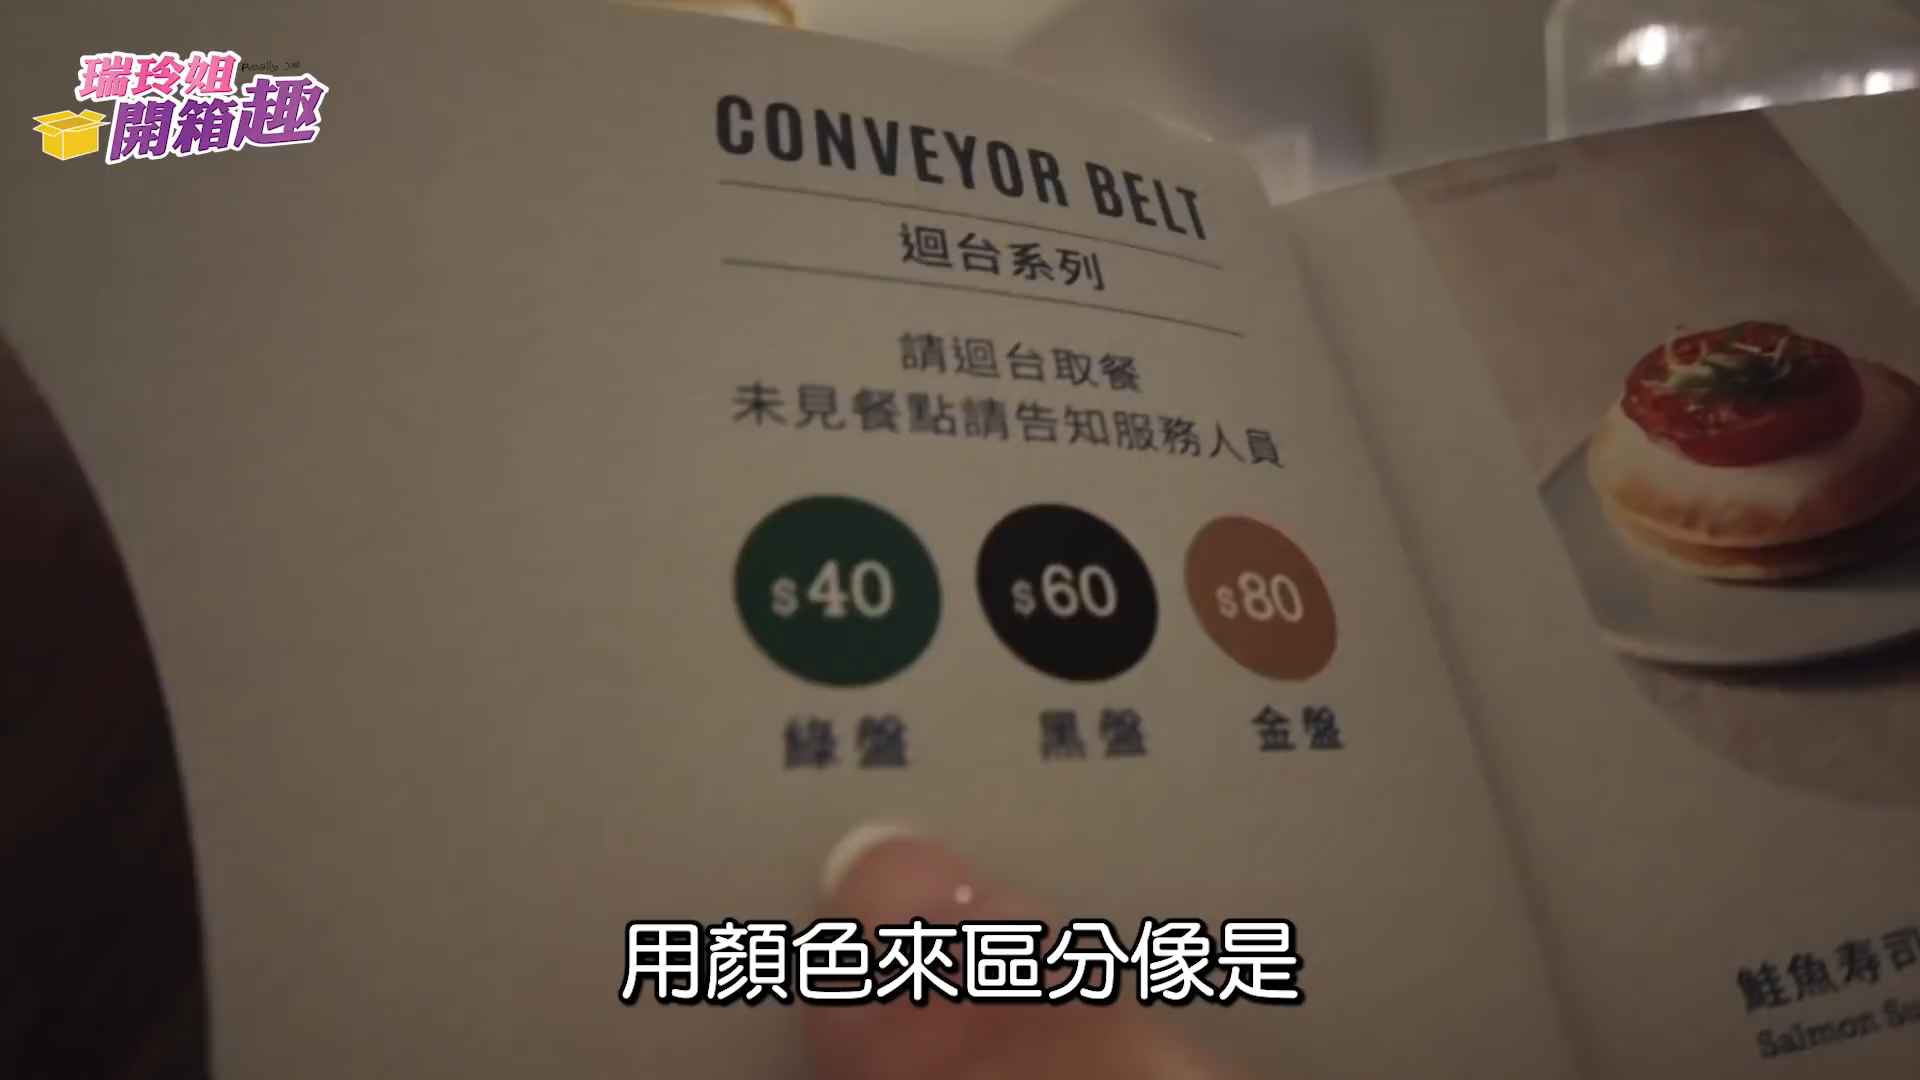 瑞玲姐
Really Jie
開箱趣
CONVEYOR BELT
迴台系列
請迴台取餐
未見餐點請告知服務人員
$40
$60
$80
綠盤
黑盤
金盤
鮭魚寿司
Salmon
用顏色來區分像是